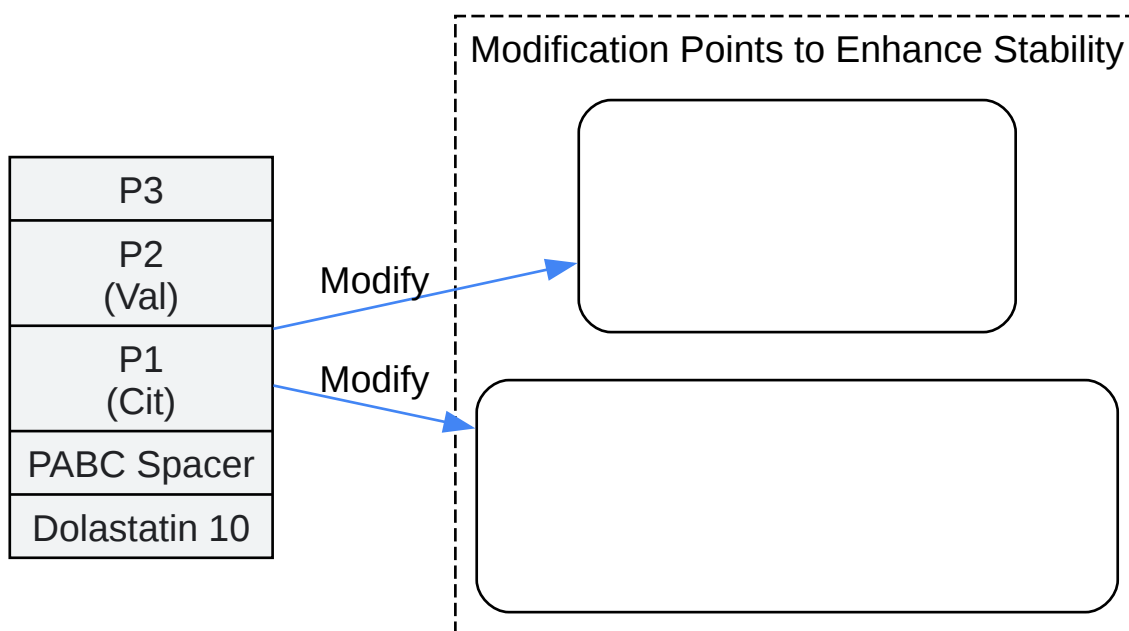 Modification Points to Enhance Stability
P3
P2
(Val)
Modify
P1
(Cit)
Modify
PABC Spacer
Dolastatin 10